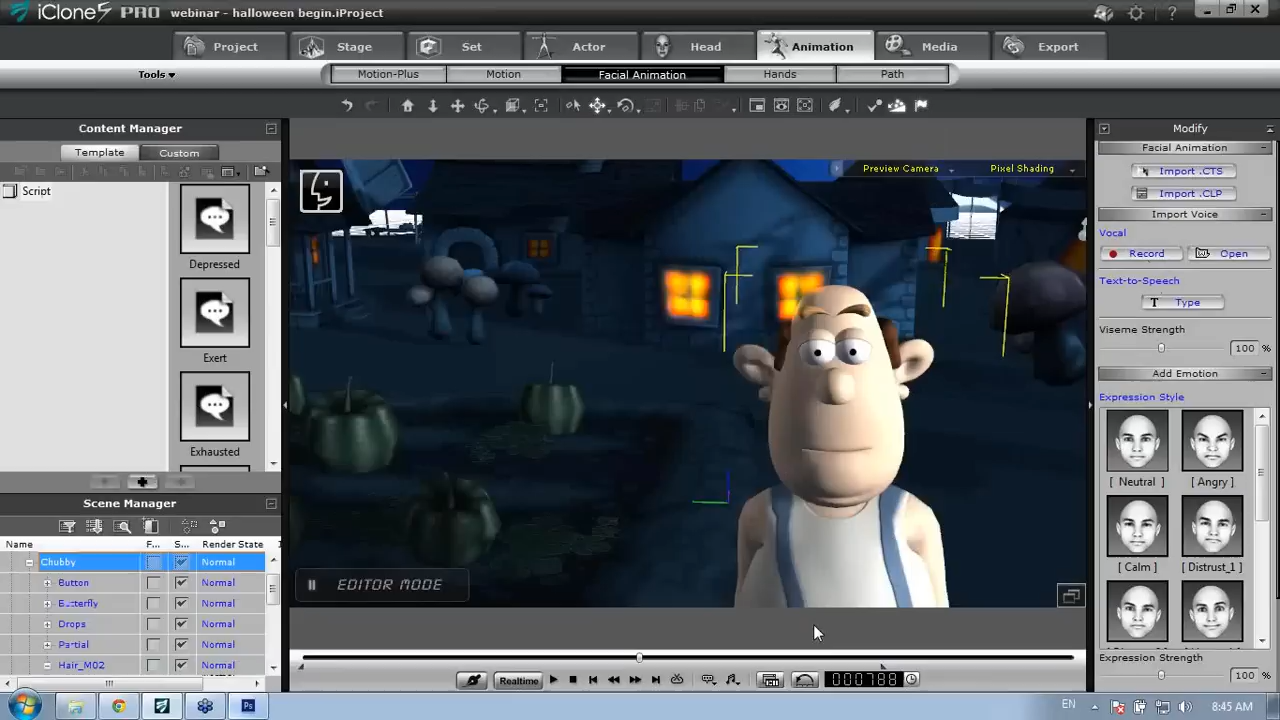 iClone5 PRO webinar - halloween begin.iProject
Project Stage Set Actor Head Animation Media Export
Tools
Motion-Plus Motion Facial Animation Hands Path
Content Manager
Template Custom
Script
Depressed
Exert
Exhausted
Scene Manager
Name F... S... Render State
Chubby Normal
Button Normal
Butterfly Normal
Drops Normal
Partial Normal
Hair_M02 Normal
Preview Camera Pixel Shading
EDITOR MODE
Realtime
000788
Modify
Facial Animation
Import .CTS
Import .CLP
Import Voice
Vocal
Record Open
Text-to-Speech
T Type
Viseme Strength
100 %
Add Emotion
Expression Style
[ Neutral ] [ Angry ]
[ Calm ] [ Distrust_1 ]
Expression Strength
100 %
EN 8:45 AM